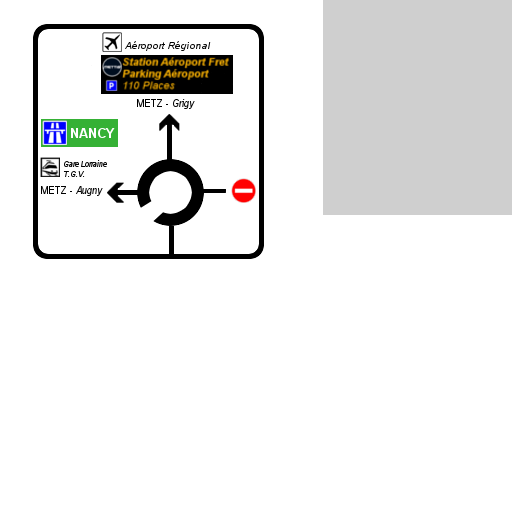 Aéroport Régional
Station Aéroport Fret
Parking Aéroport
P 110 Places
METZ - Grigy
NANCY
Gare Lorraine
T.G.V.
METZ - Augny